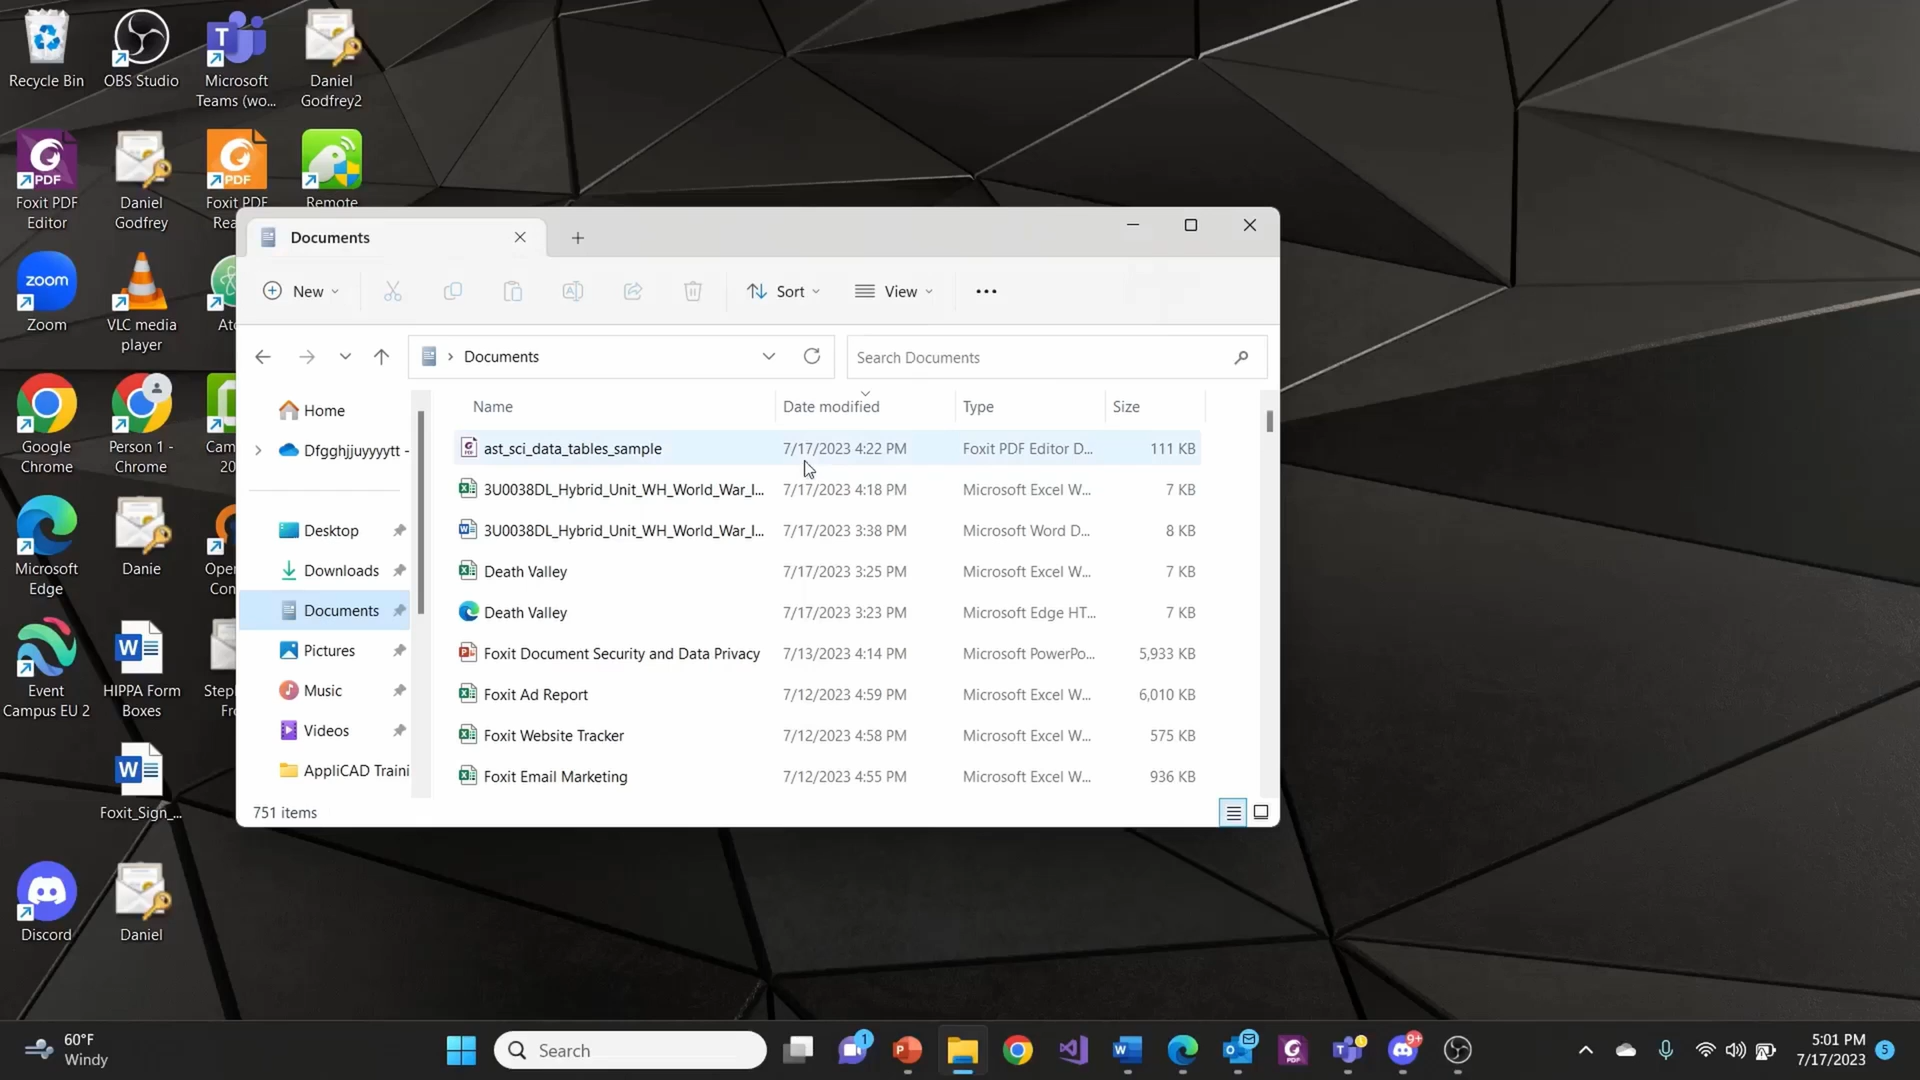 Recycle Bin
OBS Studio
Microsoft
Teams (wo...
Daniel
Godfrey2
Foxit PDF
Editor
Daniel
Godfrey
Foxit PDF
Rea
Remote
Zoom
VLC media
player
Ato
Google
Chrome
Person 1 -
Chrome
Cam
20
Microsoft
Edge
Danie
Ope
Con
Event
Campus EU 2
HIPPA Form
Boxes
Step
Fro
Foxit_Sign_...
Discord
Daniel
Documents
New
Sort
View
Documents
Search Documents
Home
Dfgghjjuyyyytt -
Desktop
Downloads
Documents
Pictures
Music
Videos
AppliCAD Traini
Name Date modified Type Size
ast_sci_data_tables_sample 7/17/2023 4:22 PM Foxit PDF Editor D... 111 KB
3U0038DL_Hybrid_Unit_WH_World_War_I... 7/17/2023 4:18 PM Microsoft Excel W... 7 KB
3U0038DL_Hybrid_Unit_WH_World_War_I... 7/17/2023 3:38 PM Microsoft Word D... 8 KB
Death Valley 7/17/2023 3:25 PM Microsoft Excel W... 7 KB
Death Valley 7/17/2023 3:23 PM Microsoft Edge HT... 7 KB
Foxit Document Security and Data Privacy 7/13/2023 4:14 PM Microsoft PowerPo... 5,933 KB
Foxit Ad Report 7/12/2023 4:59 PM Microsoft Excel W... 6,010 KB
Foxit Website Tracker 7/12/2023 4:58 PM Microsoft Excel W... 575 KB
Foxit Email Marketing 7/12/2023 4:55 PM Microsoft Excel W... 936 KB
751 items
60°F
Windy
Search
1
9+
5:01 PM
7/17/2023
5